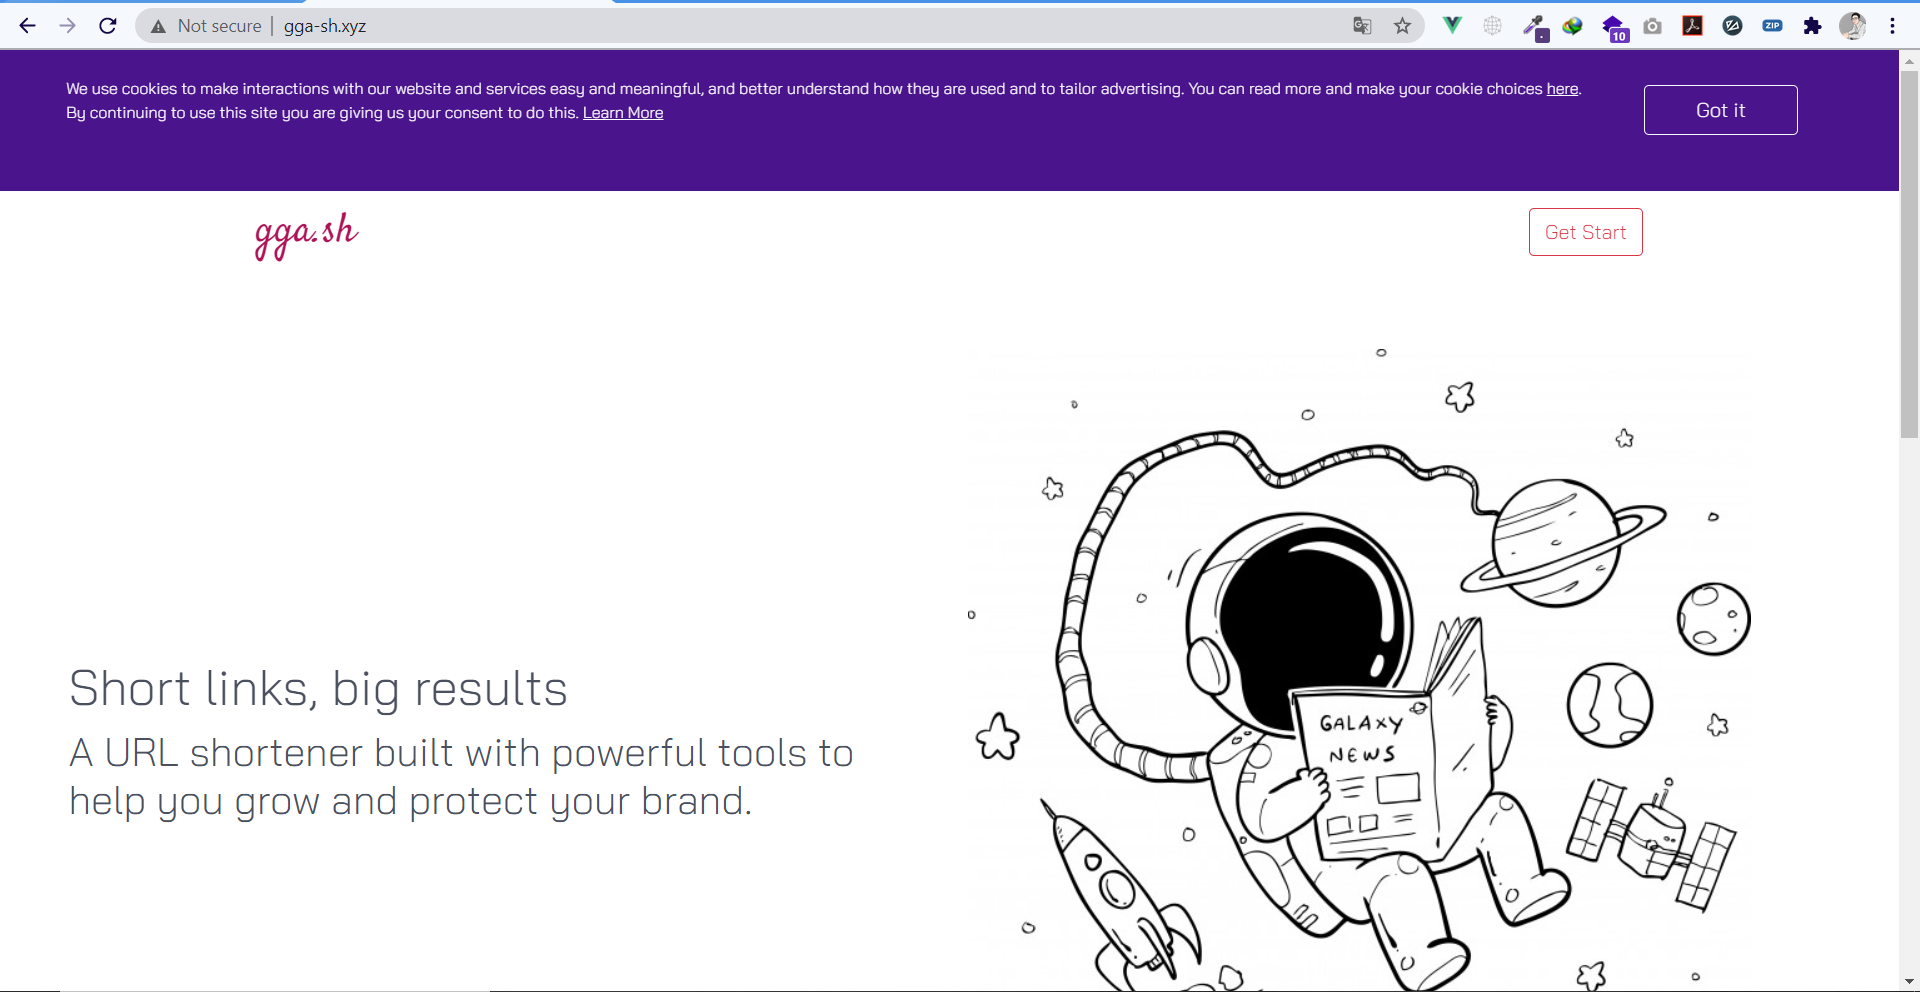 Not secure | gga-sh.xyz
10
ZIP
We use cookies to make interactions with our website and services easy and meaningful, and better understand how they are used and to tailor advertising. You can read more and make your cookie choices here.
By continuing to use this site you are giving us your consent to do this. Learn More
Got it
gga.sh
Get Start
Short links, big results
A URL shortener built with powerful tools to
help you grow and protect your brand.
GALAXY
NEWS